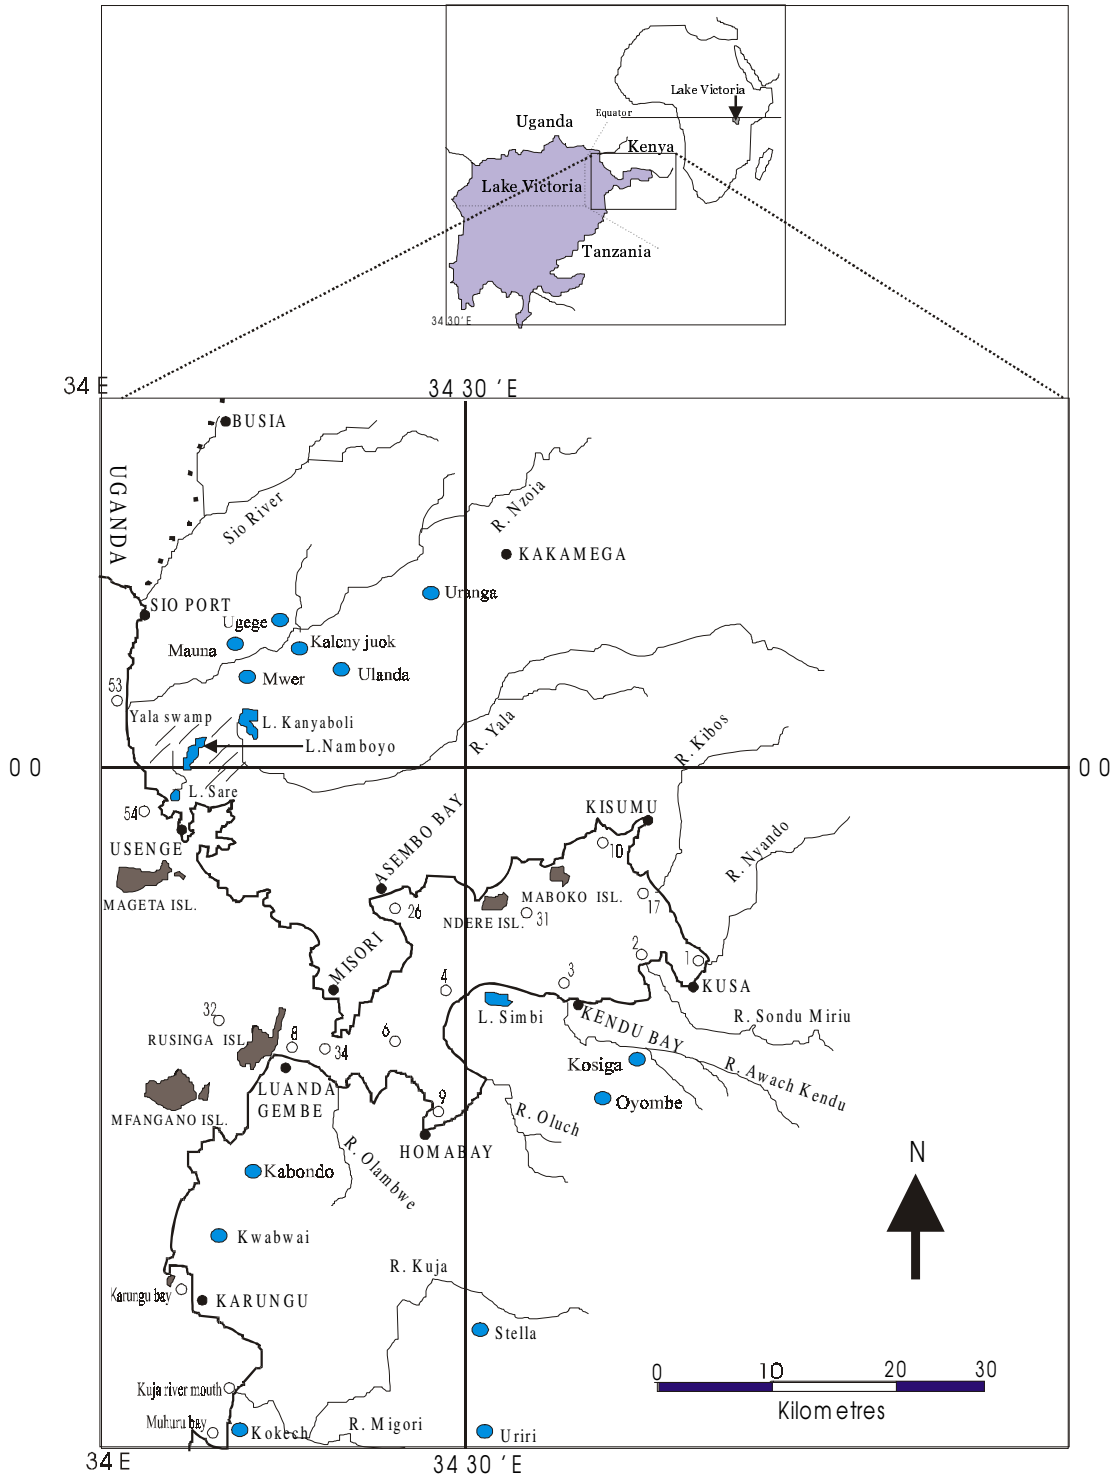 Lake Victoria
Equator
Uganda
Kenya
Lake Victoria
Tanzania
34 30'E
34 E
34 30 'E
BUSIA
UGANDA
Sio River
R. Nzoia
KAKAMEGA
SIO PORT
Uranga
Ugege
Mauna
Kalcny juok
Mwer
Ulanda
53
Yala swamp
L. Kanyaboli
L.Namboyo
R. Yala
R. Kibos
0 0
0 0
L. Sare
54
USENGE
KISUMU
ASEMBO BAY
10
R. Nyando
MAGETA ISL.
MABOKO ISL.
NDERE ISL.
26
31
17
MISORI
2
1
4
3
KUSA
L. Simbi
KENDU BAY
R. Sondu Miriu
32
RUSINGA ISL.
8
34
6
Kosiga
R. Awach Kendu
LUANDA
GEMBE
MFANGANO ISL.
9
Oyombe
R. Oluch
HOMABAY
R. Olambwe
N
Kabondo
Kwabwai
R. Kuja
Karungu bay
KARUNGU
Stella
0 10 20 30
Kilometres
Kuja river mouth
Muhuru bay
Kokech
R. Migori
Uriri
34 E
34 30 'E